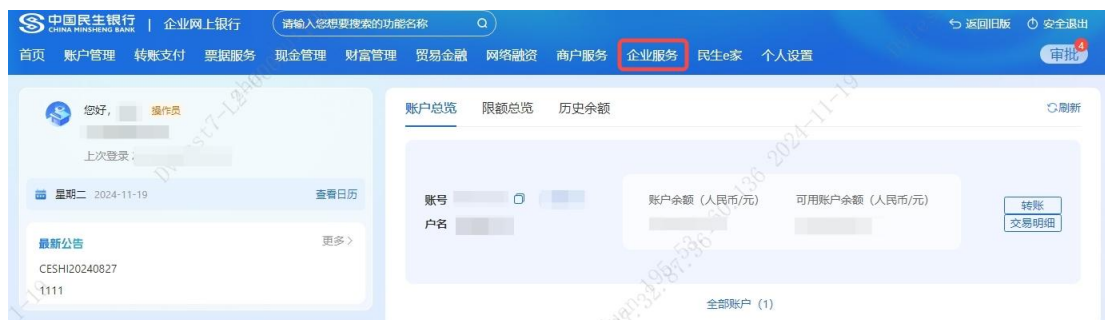 中国民生银行 CHINA MINSHENG BANK | 企业网上银行 请输入您想要搜索的功能名称 返回旧版 安全退出
首页 账户管理 转账支付 票据服务 现金管理 财富管理 贸易金融 网络融资 商户服务 企业服务 民生e家 个人设置 审批 4
您好, 操作员
上次登录:
星期二 2024-11-19 查看日历
最新公告 更多>
CESHI20240827
1111
账户总览 限额总览 历史余额 刷新
账号 账户余额（人民币/元） 可用账户余额（人民币/元） 转账
户名 交易明细
全部账户（1）